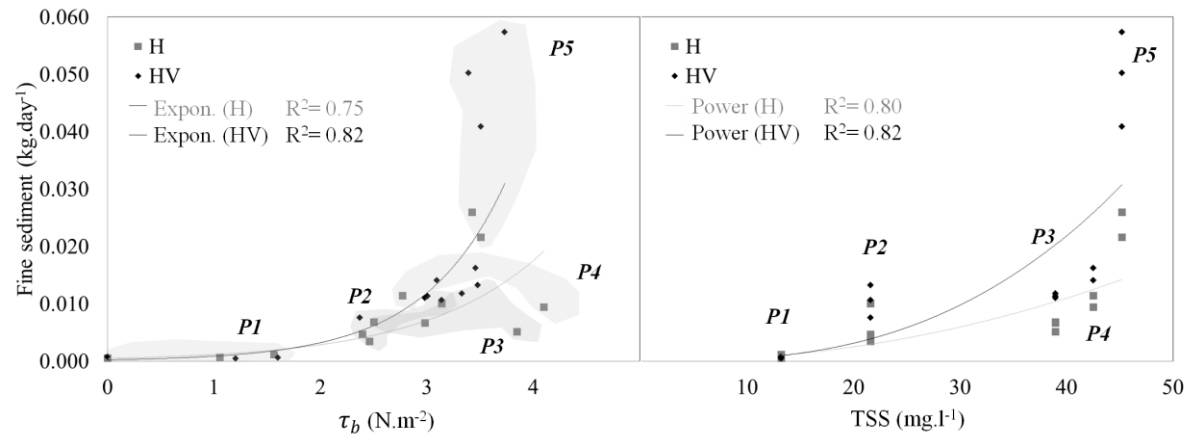 0.060
0.050
0.040
0.030
0.020
0.010
0.000
Fine sediment (kg.day-1)
H
HV
Expon. (H) R2= 0.75
Expon. (HV) R2= 0.82
P1
P2
P3
P4
P5
0 1 2 3 4
τb (N.m-2)
H
HV
Power (H) R2= 0.80
Power (HV) R2= 0.82
P1
P2
P3
P4
P5
10 20 30 40 50
TSS (mg.l-1)